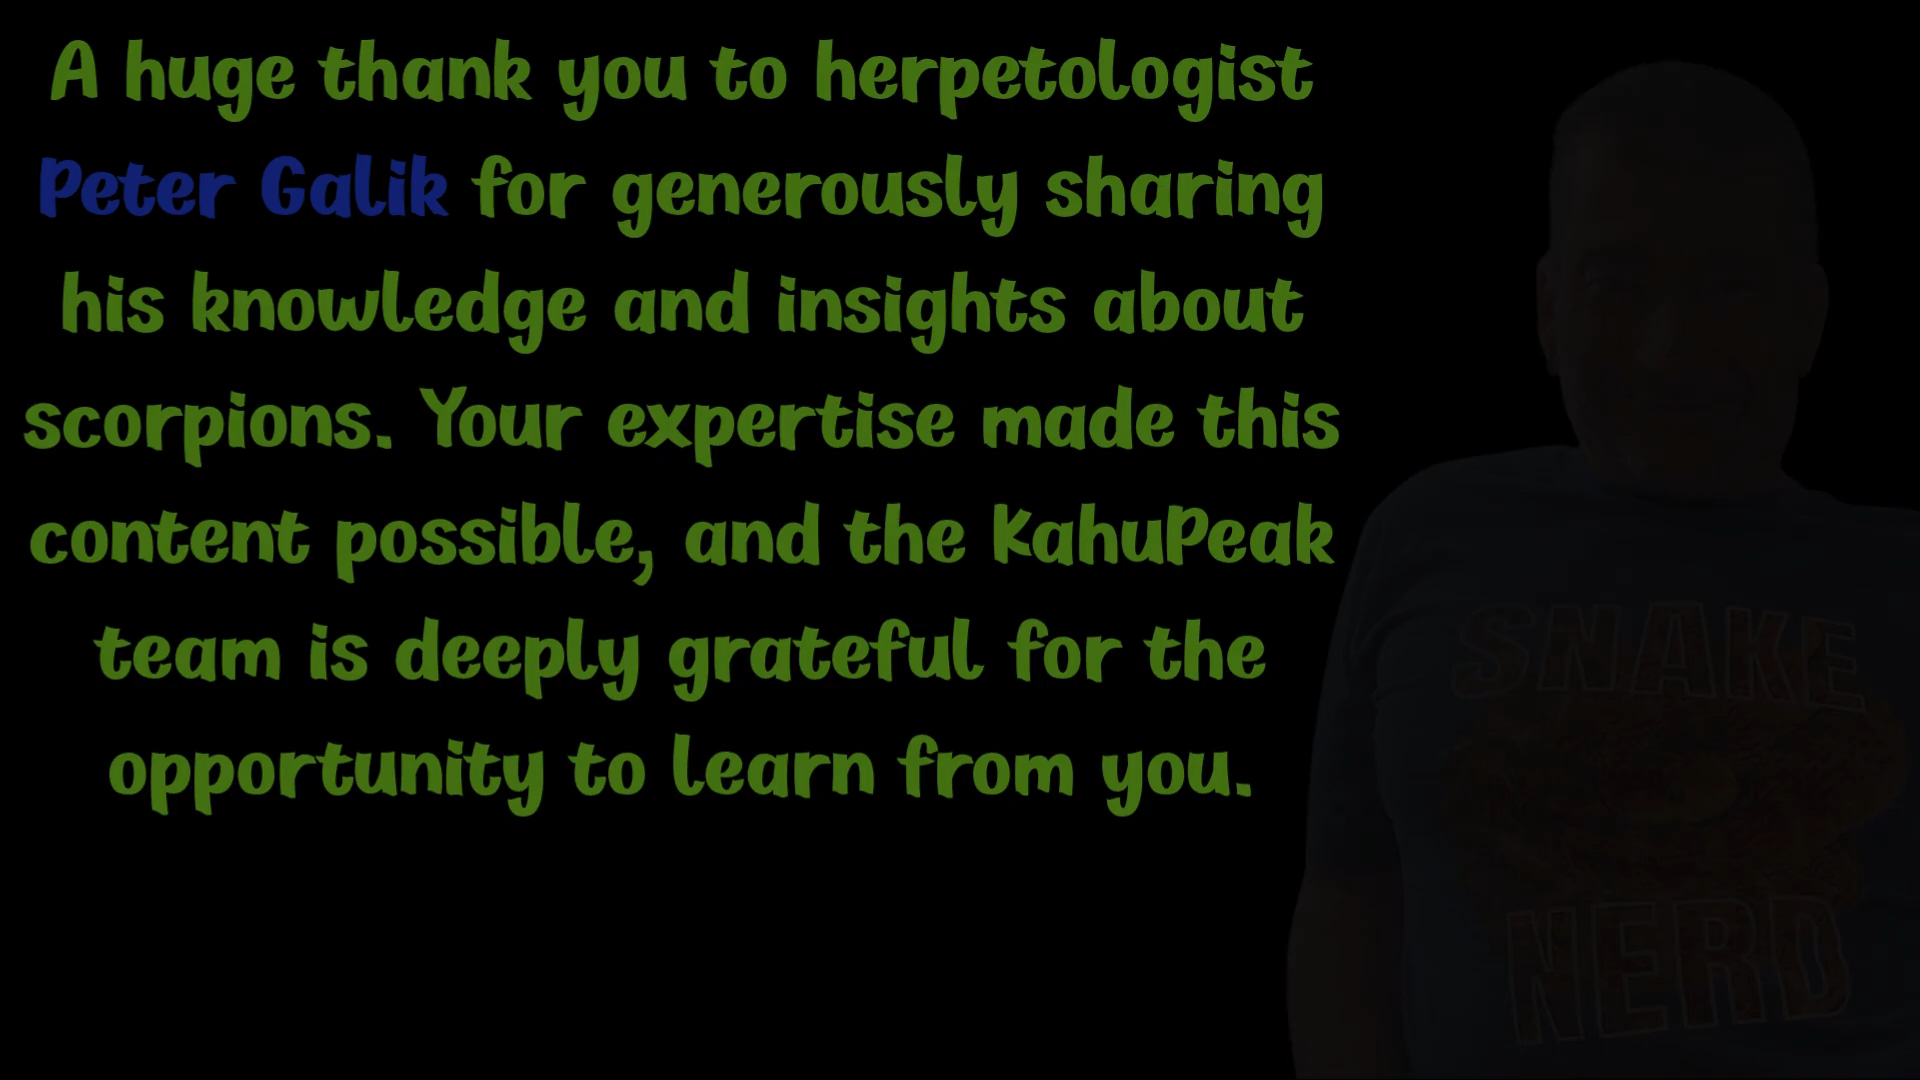 A huge thank you to herpetologist
Peter Galik for generously sharing
his knowledge and insights about
scorpions. Your expertise made this
content possible, and the KahuPeak
team is deeply grateful for the
opportunity to learn from you.
SNAKE
NERD